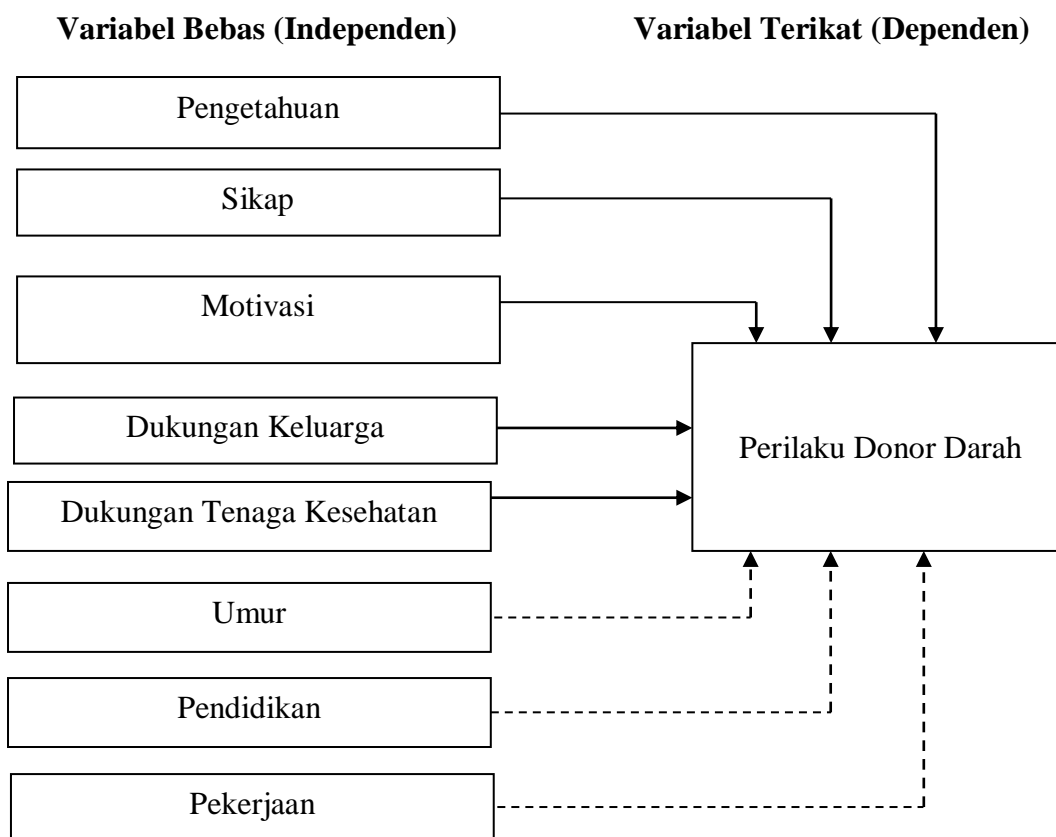 Variabel Bebas (Independen)
Variabel Terikat (Dependen)
Pengetahuan
Sikap
Motivasi
Dukungan Keluarga
Perilaku Donor Darah
Dukungan Tenaga Kesehatan
Umur
Pendidikan
Pekerjaan